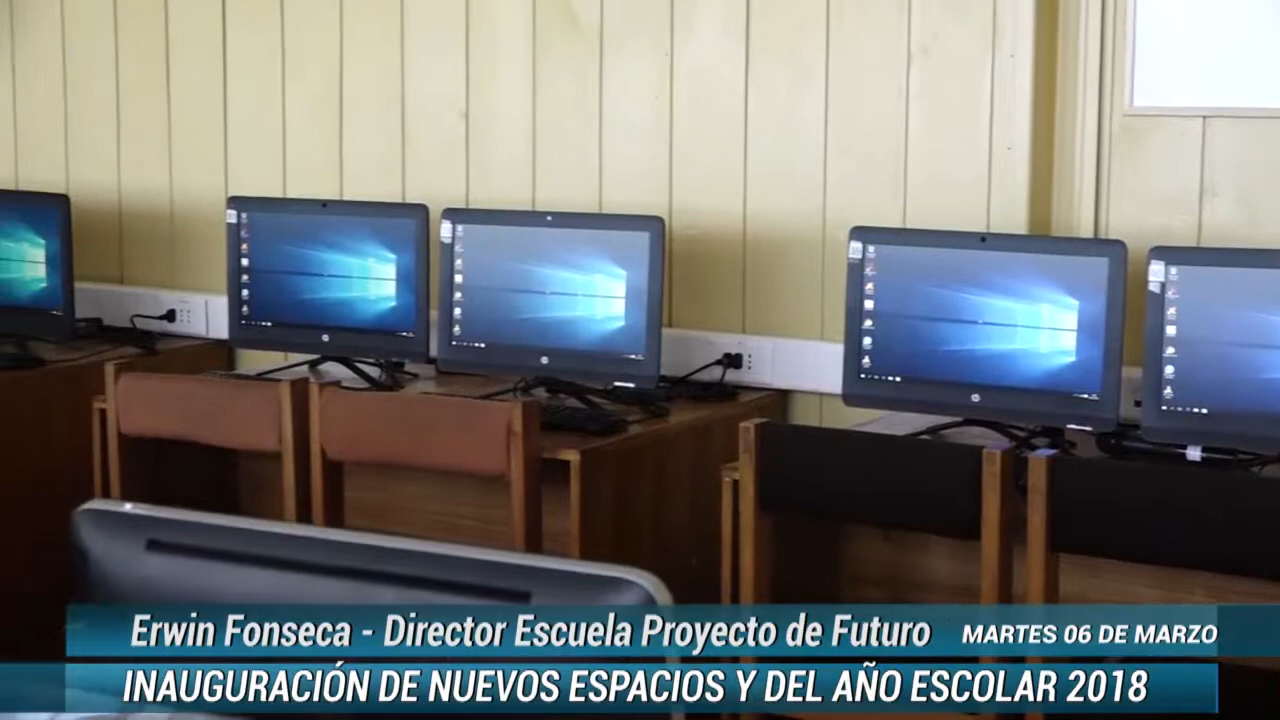 Erwin Fonseca - Director Escuela Proyecto de Futuro MARTES 06 DE MARZO
INAUGURACIÓN DE NUEVOS ESPACIOS Y DEL AÑO ESCOLAR 2018